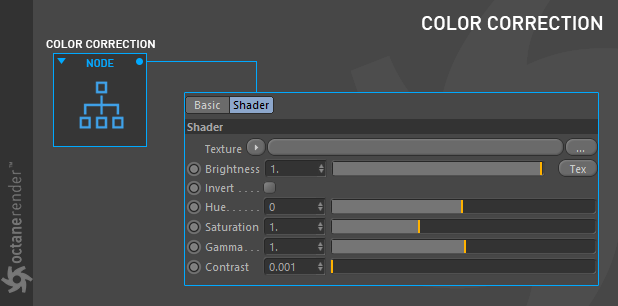 COLOR CORRECTION
COLOR CORRECTION
NODE
Basic Shader
Shader
Texture ...
Brightness 1. Tex
Invert . . . .
Hue. . . . . . 0
Saturation 1.
Gamma. . . 1.
Contrast 0.001
octanerender™